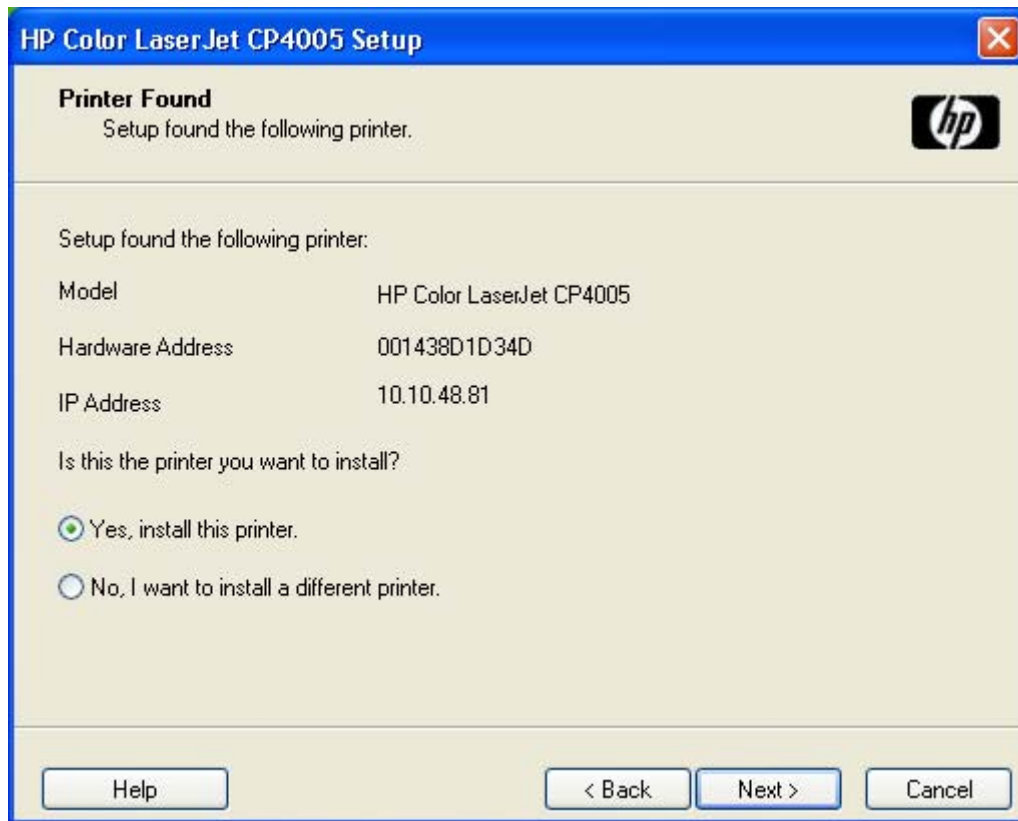 HP Color LaserJet CP4005 Setup
Printer Found
Setup found the following printer.
hp
Setup found the following printer:
Model HP Color LaserJet CP4005
Hardware Address 001438D1D34D
IP Address 10.10.48.81
Is this the printer you want to install?
Yes, install this printer.
No, I want to install a different printer.
Help < Back Next > Cancel